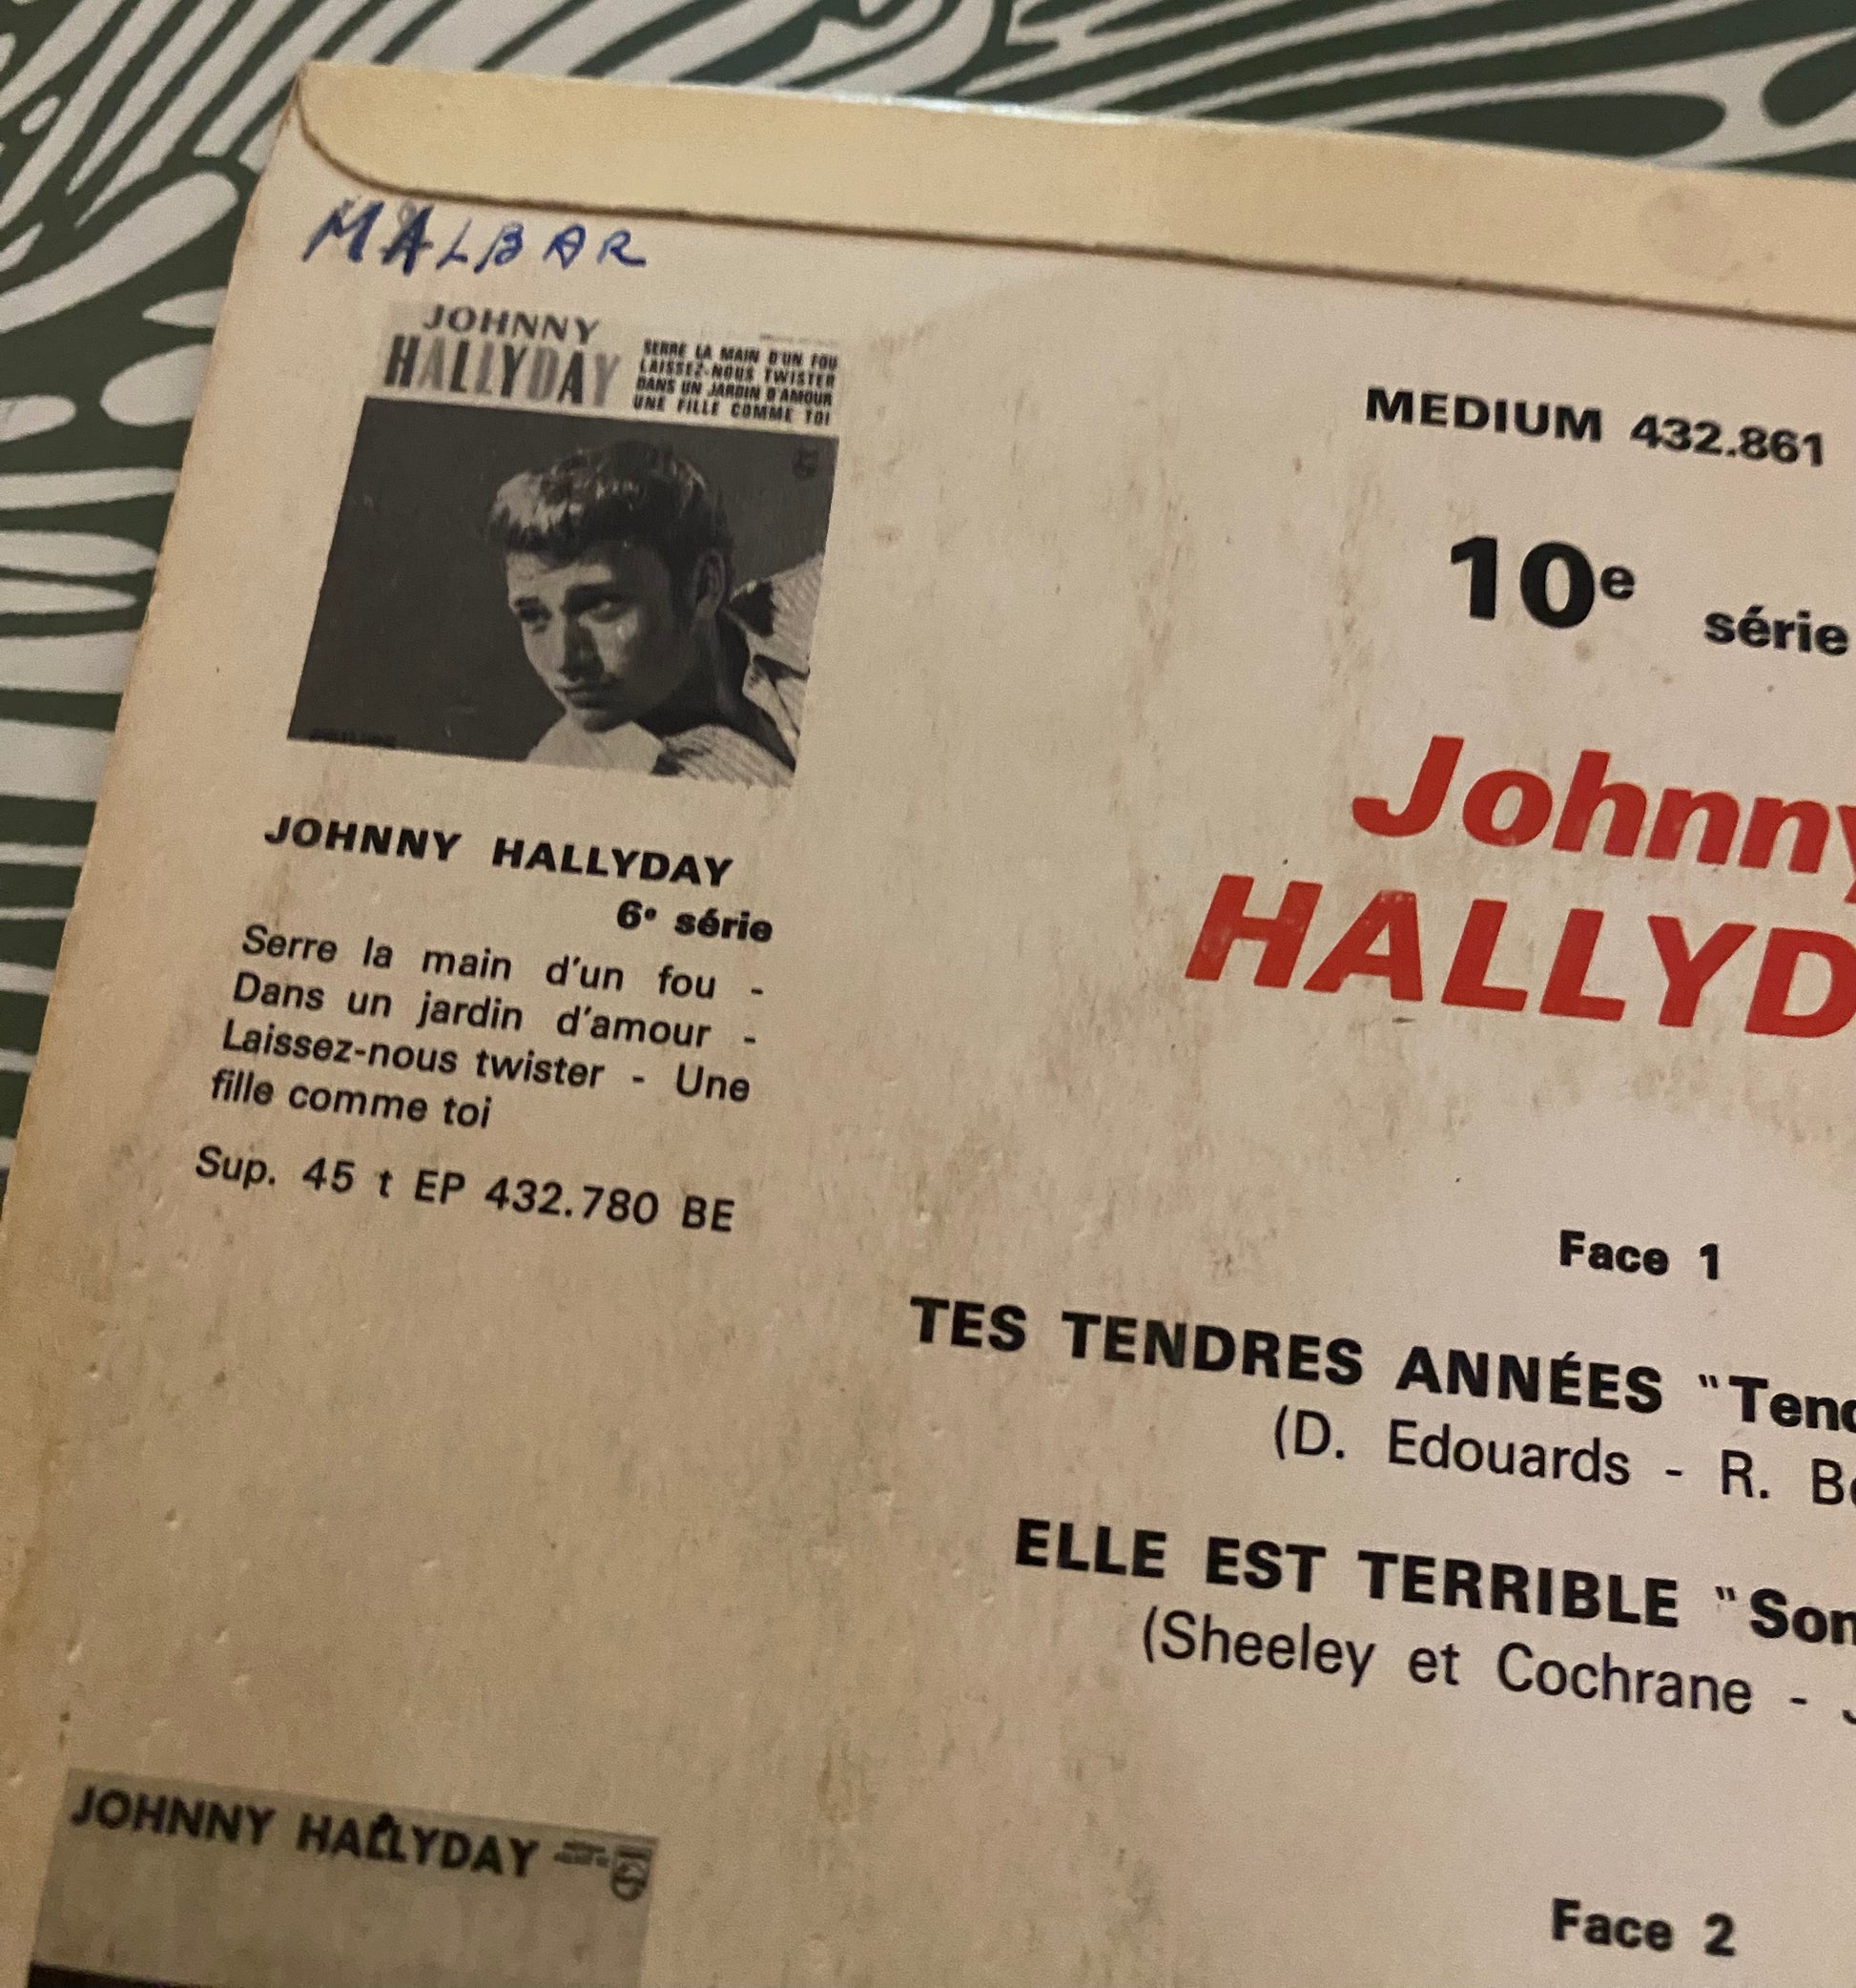 MALBAR
JOHNNY
HALLYDAY
SERRE LA MAIN D'UN FOU
LAISSEZ-NOUS TWISTER
DANS UN JARDIN D'AMOUR
UNE FILLE COMME TOI
JOHNNY HALLYDAY
6e série
Serre la main d'un fou -
Dans un jardin d'amour -
Laissez-nous twister - Une
fille comme toi
Sup. 45 t EP 432.780 BE
MEDIUM 432.861
10e série
Johnny
HALLYD
Face 1
TES TENDRES ANNÉES "Tend
(D. Edouards - R. Be
ELLE EST TERRIBLE "Som
(Sheeley et Cochrane - J
Face 2
JOHNNY HALLYDAY